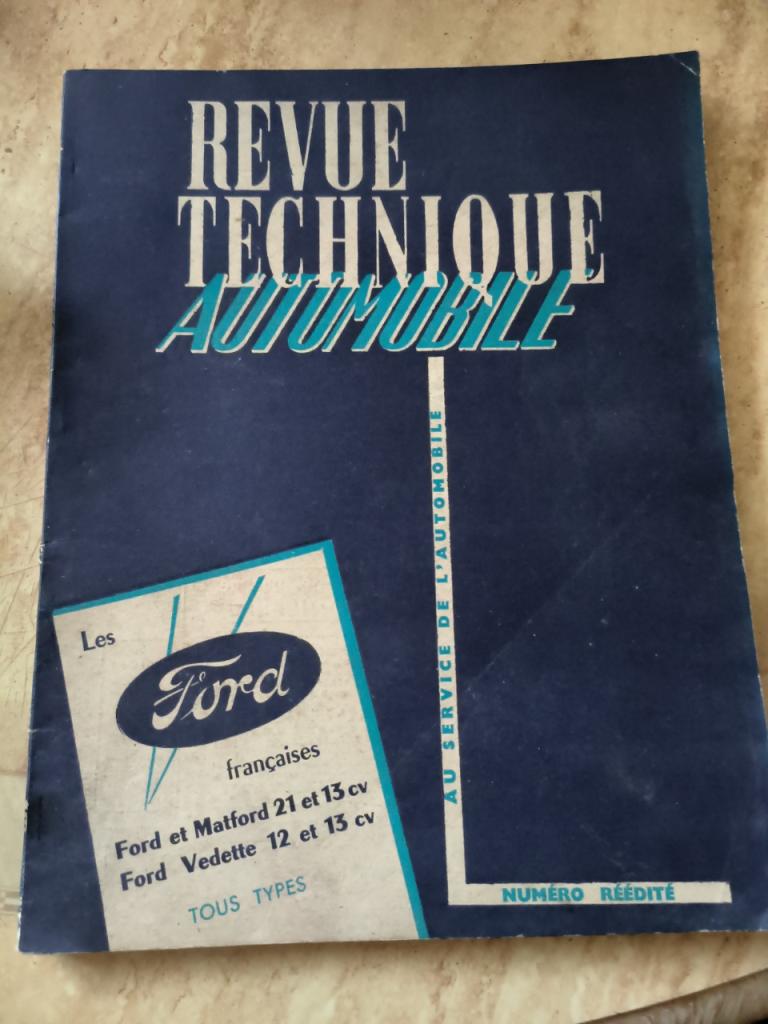 REVUE
TECHNIQUE
AUTOMOBILE
AU SERVICE DE L'AUTOMOBILE
Les
Ford
françaises
Ford et Matford 21 et 13 cv
Ford Vedette 12 et 13 cv
TOUS TYPES
NUMÉRO RÉÉDITÉ